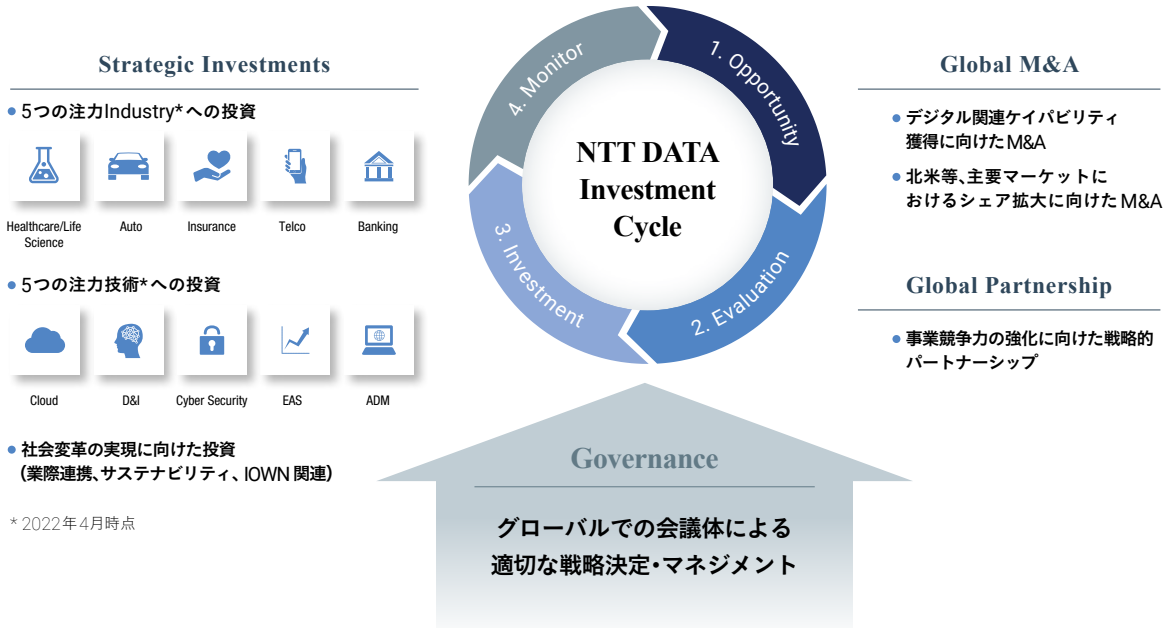 Strategic Investments
● 5つの注力Industry*への投資
Healthcare/Life
Science
Auto
Insurance
Telco
Banking
● 5つの注力技術*への投資
Cloud
D&I
Cyber Security
EAS
ADM
● 社会変革の実現に向けた投資
(業際連携、サステナビリティ、IOWN 関連)
* 2022年4月時点
1. Opportunity
2. Evaluation
3. Investment
4. Monitor
NTT DATA
Investment
Cycle
Governance
グローバルでの会議体による
適切な戦略決定・マネジメント
Global M&A
● デジタル関連ケイパビリティ
獲得に向けたM&A
● 北米等、主要マーケットに
おけるシェア拡大に向けたM&A
Global Partnership
● 事業競争力の強化に向けた戦略的
パートナーシップ